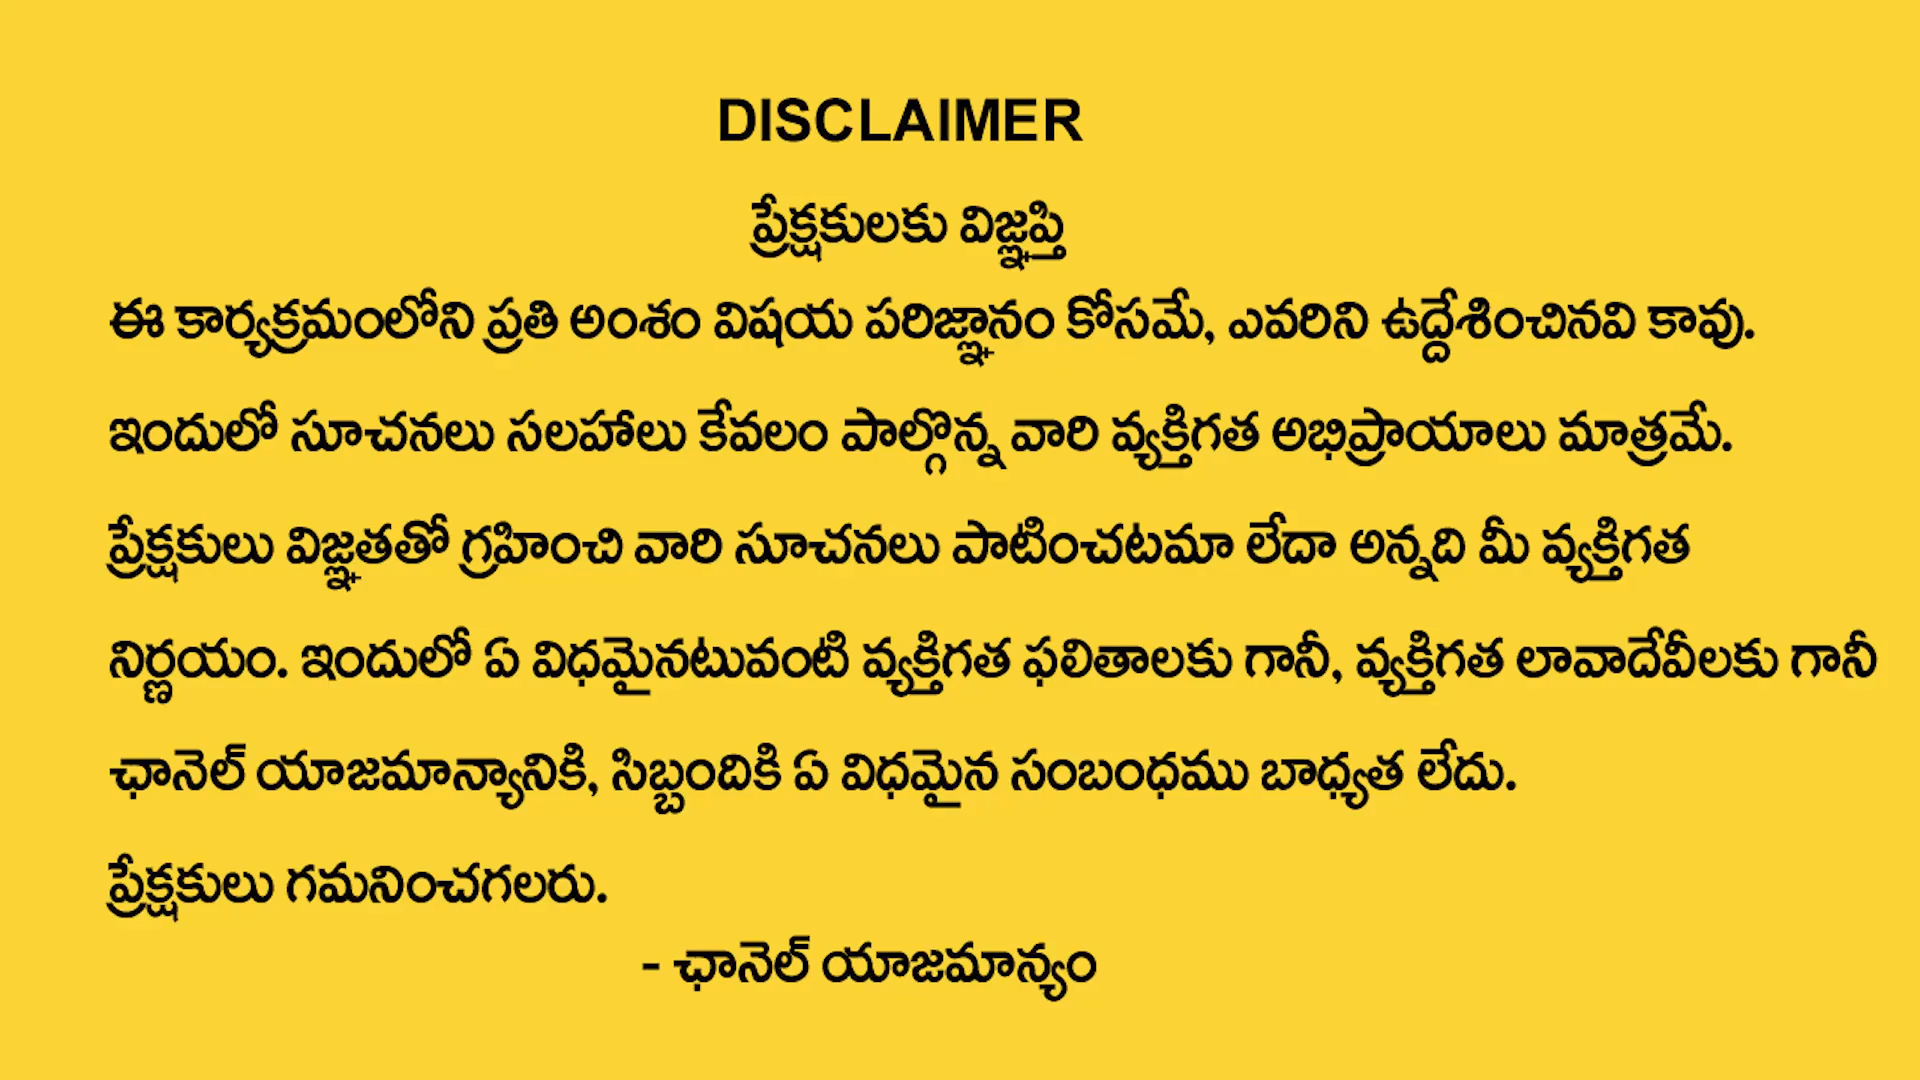 DISCLAIMER
ప్రేక్షకులకు విజ్ఞప్తి
ఈ కార్యక్రమంలోని ప్రతి అంశం విషయ పరిజ్ఞానం కోసమే, ఎవరిని ఉద్దేశించినవి కావు.
ఇందులో సూచనలు సలహాలు కేవలం పాల్గొన్న వారి వ్యక్తిగత అభిప్రాయాలు మాత్రమే.
ప్రేక్షకులు విజ్ఞతతో గ్రహించి వారి సూచనలు పాటించటమా లేదా అన్నది మీ వ్యక్తిగత
నిర్ణయం. ఇందులో ఏ విధమైనటువంటి వ్యక్తిగత ఫలితాలకు గానీ, వ్యక్తిగత లావాదేవీలకు గానీ
ఛానెల్ యాజమాన్యానికి, సిబ్బందికి ఏ విధమైన సంబంధము బాధ్యత లేదు.
ప్రేక్షకులు గమనించగలరు.
- ఛానెల్ యాజమాన్యం